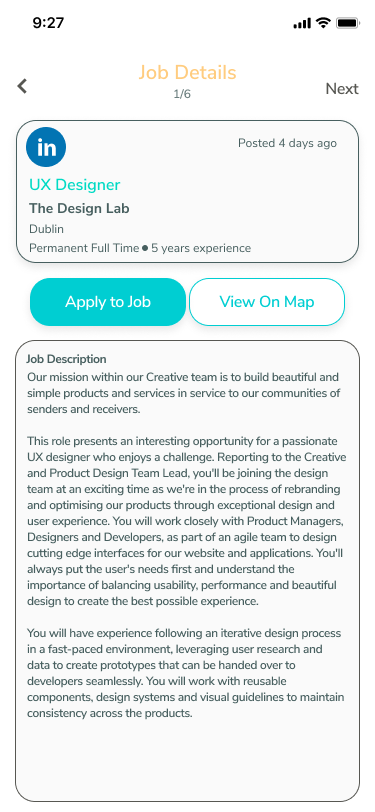 9:27
Job Details
1/6
Next
in
Posted 4 days ago
UX Designer
The Design Lab
Dublin
Permanent Full Time ● 5 years experience
Apply to Job
View On Map
Job Description
Our mission within our Creative team is to build beautiful and
simple products and services in service to our communities of
senders and receivers.
This role presents an interesting opportunity for a passionate
UX designer who enjoys a challenge. Reporting to the Creative
and Product Design Team Lead, you'll be joining the design
team at an exciting time as we're in the process of rebranding
and optimising our products through exceptional design and
user experience. You will work closely with Product Managers,
Designers and Developers, as part of an agile team to design
cutting edge interfaces for our website and applications. You'll
always put the user's needs first and understand the
importance of balancing usability, performance and beautiful
design to create the best possible experience.
You will have experience following an iterative design process
in a fast-paced environment, leveraging user research and
data to create prototypes that can be handed over to
developers seamlessly. You will work with reusable
components, design systems and visual guidelines to maintain
consistency across the products.